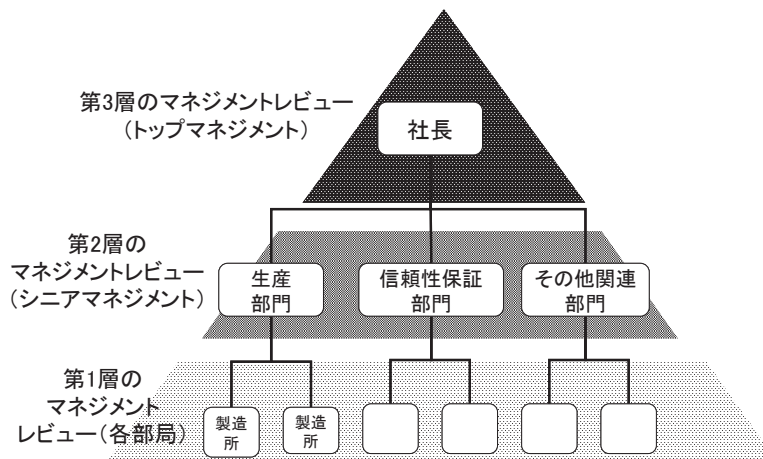 第3層のマネジメントレビュー
（トップマネジメント）
社長
第2層の
マネジメントレビュー
（シニアマネジメント）
生産
部門
信頼性保証
部門
その他関連
部門
第1層の
マネジメント
レビュー（各部局）
製造
所
製造
所